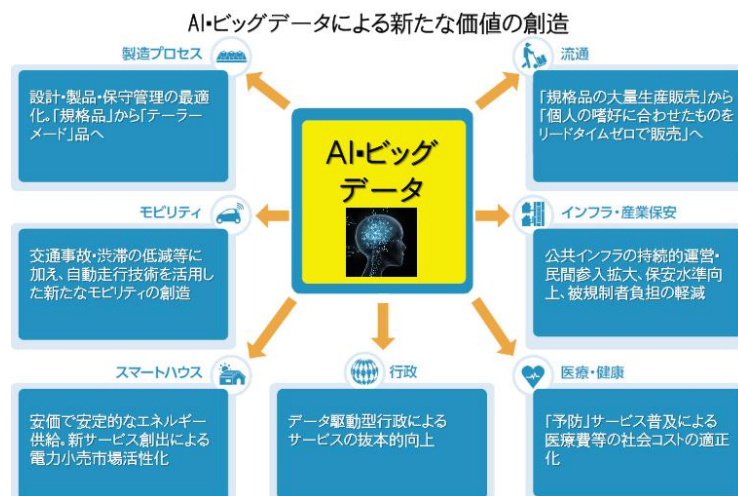 AI・ビッグデータによる新たな価値の創造
製造プロセス
設計・製品・保守管理の最適
化。「規格品」から「テーラー
メード」品へ
流通
「規格品の大量生産販売」から
「個人の嗜好に合わせたものを
リードタイムゼロで販売」へ
AI・ビッグ
データ
モビリティ
交通事故・渋滞の低減等に
加え、自動走行技術を活用し
た新たなモビリティの創造
インフラ・産業保安
公共インフラの持続的運営・
民間参入拡大、保安水準向
上、被規制者負担の軽減
スマートハウス
安価で安定的なエネルギー
供給。新サービス創出による
電力小売市場活性化
行政
データ駆動型行政による
サービスの抜本的向上
医療・健康
「予防」サービス普及による
医療費等の社会コストの適正
化